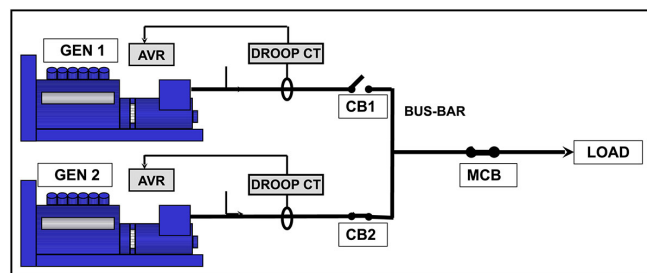 GEN 1
AVR
DROOP CT
CB1
BUS-BAR
LOAD
MCB
GEN 2
AVR
DROOP CT
CB2